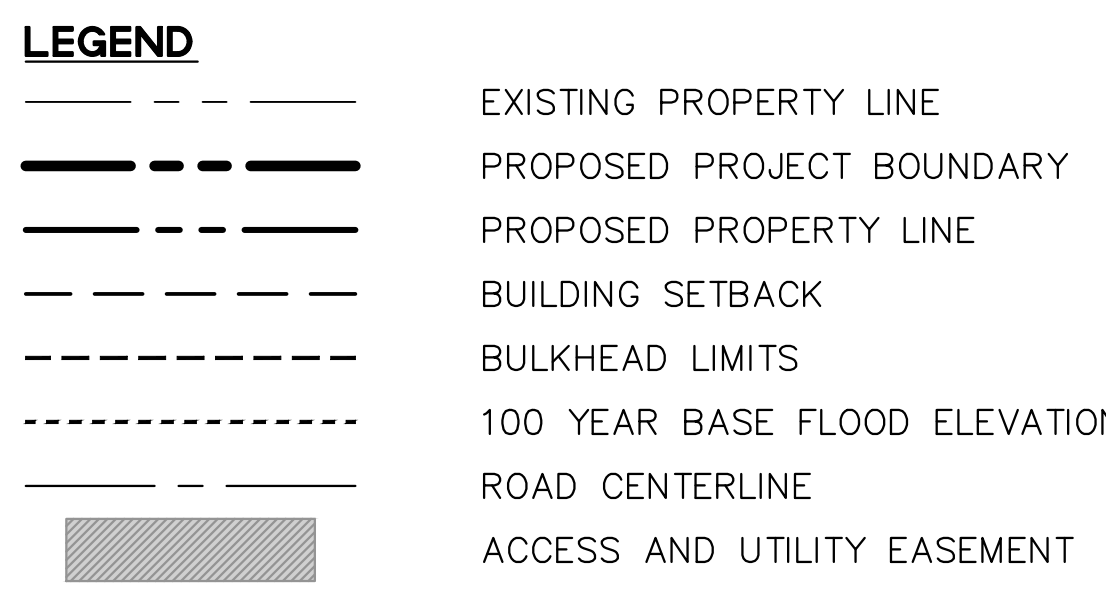 LEGEND
EXISTING PROPERTY LINE
PROPOSED PROJECT BOUNDARY
PROPOSED PROPERTY LINE
BUILDING SETBACK
BULKHEAD LIMITS
100 YEAR BASE FLOOD ELEVATION
ROAD CENTERLINE
ACCESS AND UTILITY EASEMENT